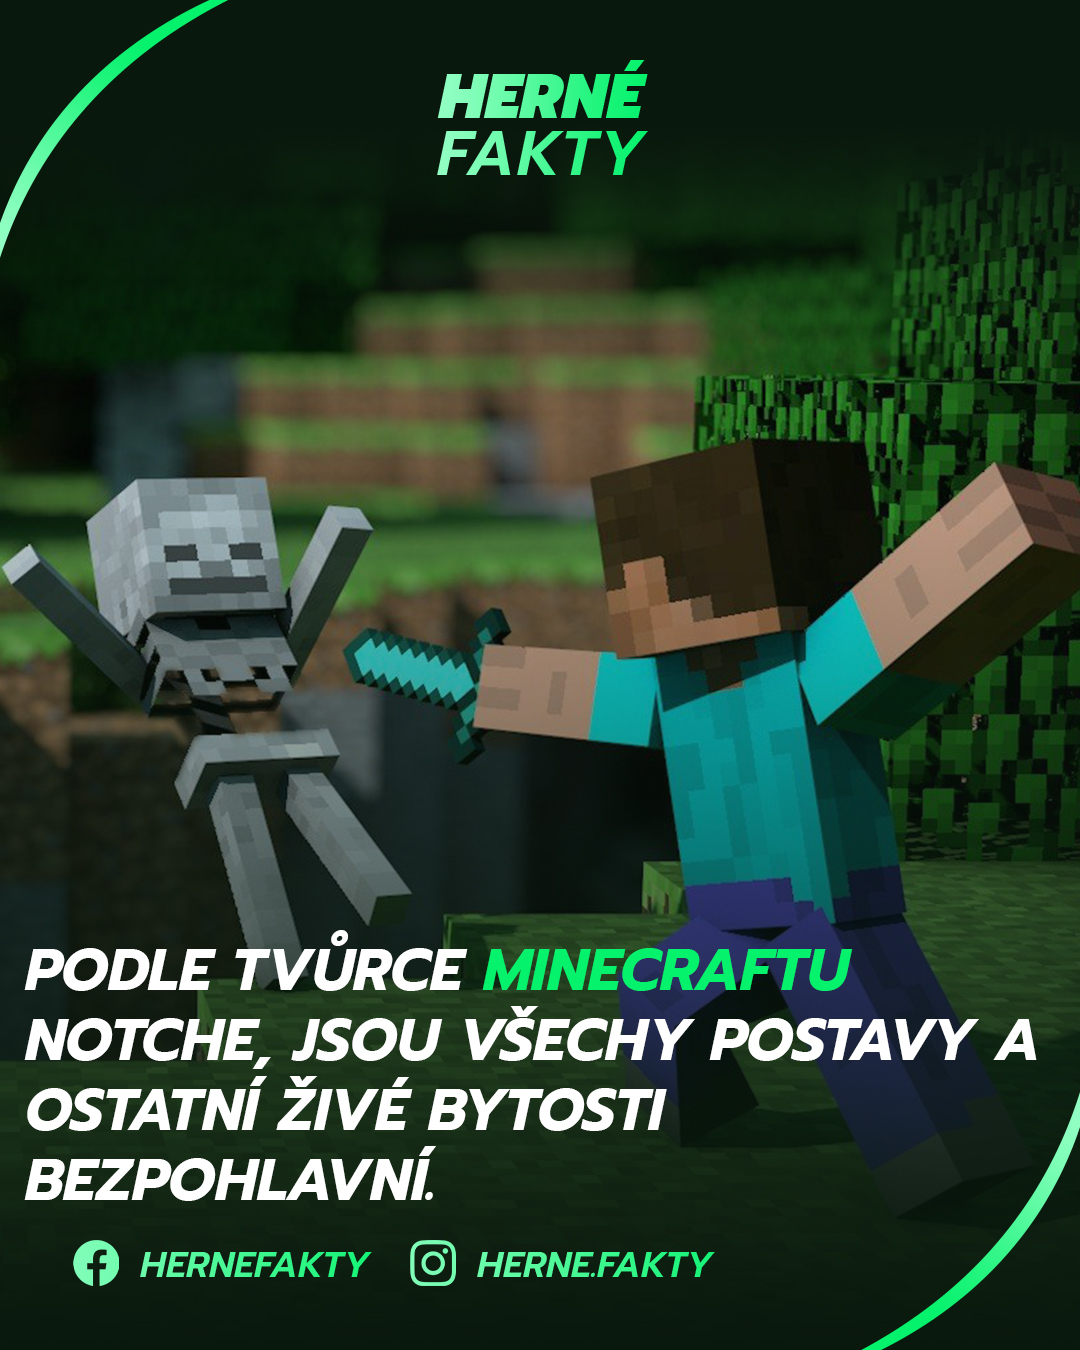 HERNÉ
FAKTY
PODLE TVŮRCE MINECRAFTU
NOTCHE, JSOU VŠECHY POSTAVY A
OSTATNÍ ŽIVÉ BYTOSTI
BEZPOHLAVNÍ.
HERNEFAKTY HERNE.FAKTY